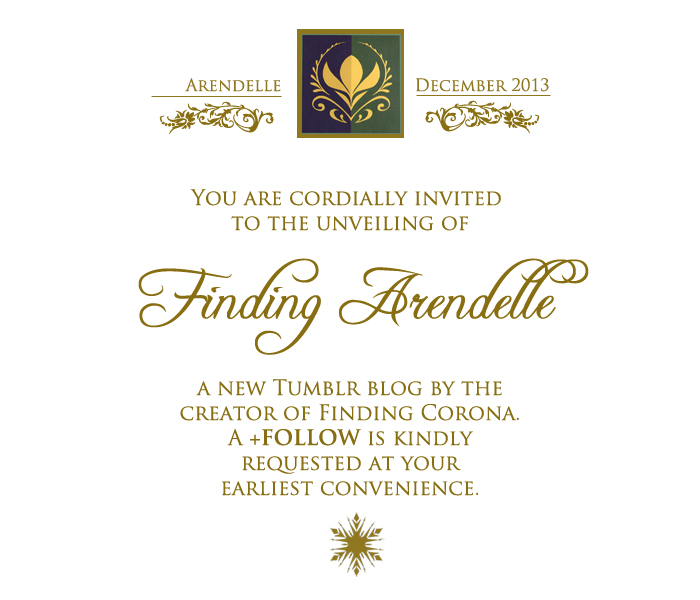 Arendelle
December 2013
You are cordially invited
to the unveiling of
Finding Arendelle
a new Tumblr blog by the
creator of Finding Corona.
A +FOLLOW is kindly
requested at your
earliest convenience.